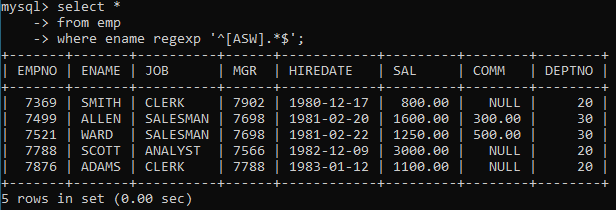 mysql> select *
    -> from emp
    -> where ename regexp '^[ASW].*$';
+-------+-------+----------+------+------------+---------+--------+--------+
| EMPNO | ENAME | JOB      | MGR  | HIREDATE   | SAL     | COMM   | DEPTNO |
+-------+-------+----------+------+------------+---------+--------+--------+
|  7369 | SMITH | CLERK    | 7902 | 1980-12-17 |  800.00 |   NULL |     20 |
|  7499 | ALLEN | SALESMAN | 7698 | 1981-02-20 | 1600.00 | 300.00 |     30 |
|  7521 | WARD  | SALESMAN | 7698 | 1981-02-22 | 1250.00 | 500.00 |     30 |
|  7788 | SCOTT | ANALYST  | 7566 | 1982-12-09 | 3000.00 |   NULL |     20 |
|  7876 | ADAMS | CLERK    | 7788 | 1983-01-12 | 1100.00 |   NULL |     20 |
+-------+-------+----------+------+------------+---------+--------+--------+
5 rows in set (0.00 sec)